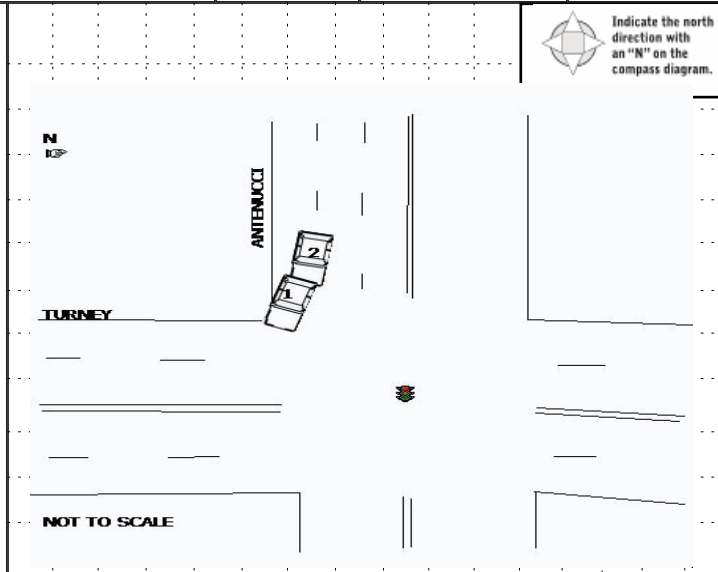 Indicate the north
direction with
an “N” on the
compass diagram.
N
ANTENUCCI
2
1
TURNEY
NOT TO SCALE